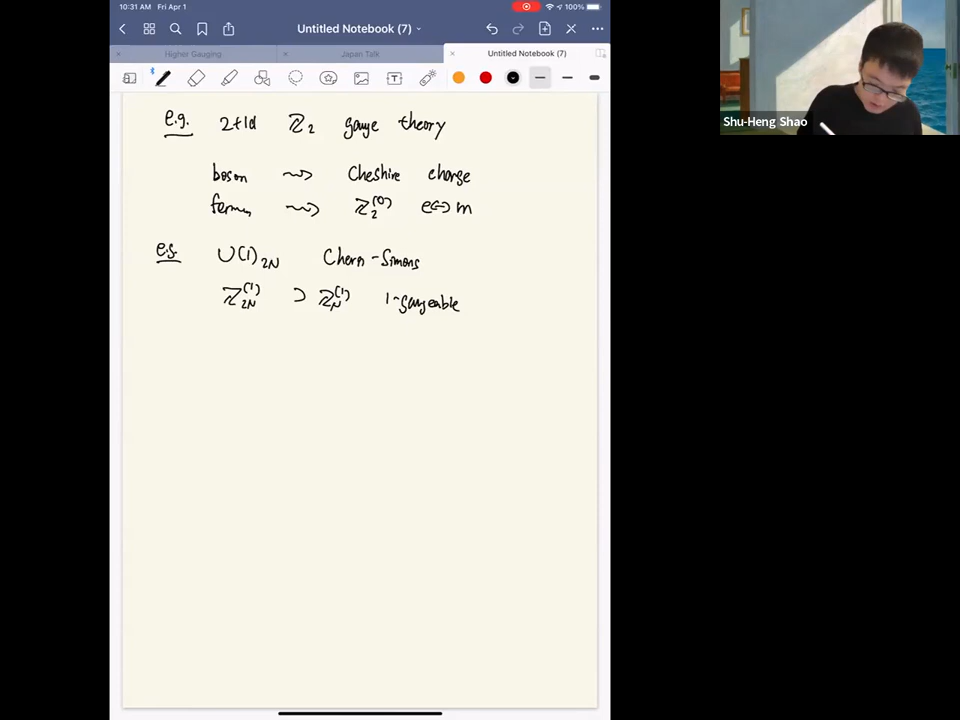 10:31 AM Fri Apr 1
100%
Untitled Notebook (7)
Higher Gauging
Japan Talk
Untitled Notebook (7)
Shu-Heng Shao
e.g. 2+1d ℤ₂ gauge theory
boson ⇝ Cheshire charge
fermion ⇝ ℤ₂⁽⁰⁾ e↔m
e.g. U(1)₂N Chern-Simons
ℤ₂N⁽¹⁾ ⊃ ℤN⁽¹⁾ 1-gaugeable